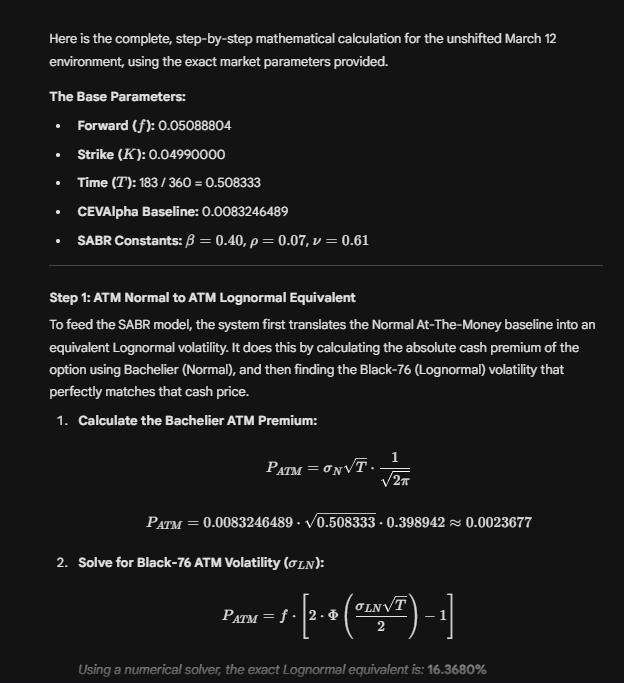 Here is the complete, step-by-step mathematical calculation for the unshifted March 12
environment, using the exact market parameters provided.
The Base Parameters:
• Forward (f): 0.05088804
• Strike (K): 0.04990000
• Time (T): 183 / 360 = 0.508333
• CEVAlpha Baseline: 0.0083246489
• SABR Constants: β = 0.40, ρ = 0.07, ν = 0.61
Step 1: ATM Normal to ATM Lognormal Equivalent
To feed the SABR model, the system first translates the Normal At-The-Money baseline into an
equivalent Lognormal volatility. It does this by calculating the absolute cash premium of the
option using Bachelier (Normal), and then finding the Black-76 (Lognormal) volatility that
perfectly matches that cash price.
1. Calculate the Bachelier ATM Premium:
P_ATM = σ_N √T · 1/√(2π)
P_ATM = 0.0083246489 · √0.508333 · 0.398942 ≈ 0.0023677
2. Solve for Black-76 ATM Volatility (σ_LN):
P_ATM = f · [2 · Φ (σ_LN √T / 2) − 1]
Using a numerical solver, the exact Lognormal equivalent is: 16.3680%